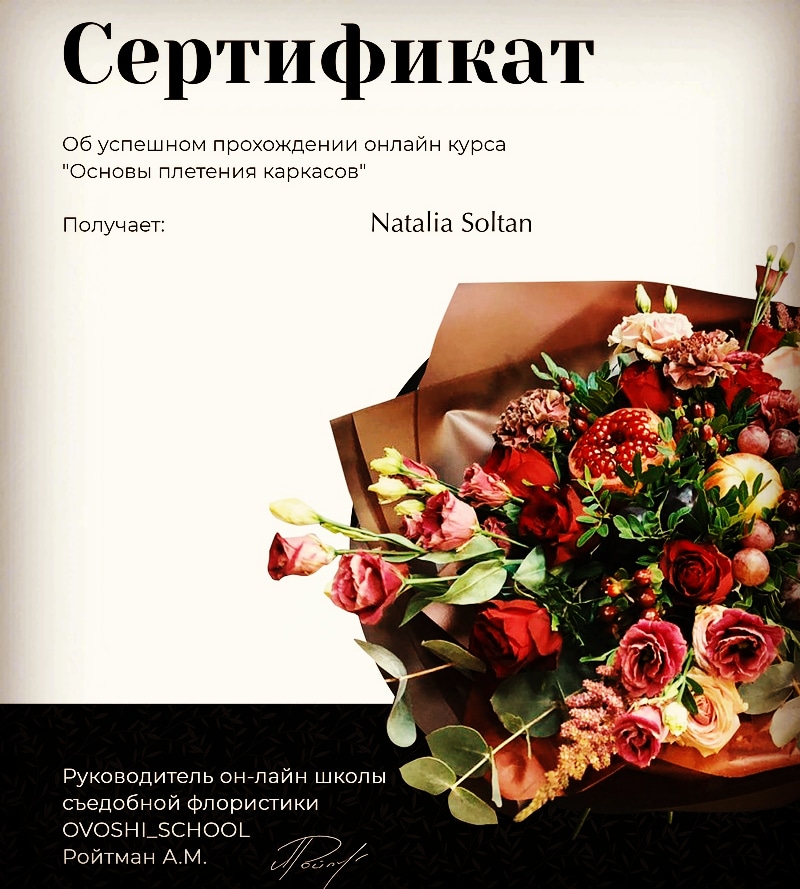 Сертификат
Об успешном прохождении онлайн курса
"Основы плетения каркасов"
Получает: Natalia Soltan
Руководитель он-лайн школы
съедобной флористики
OVOSHI_SCHOOL
Ройтман А.М.